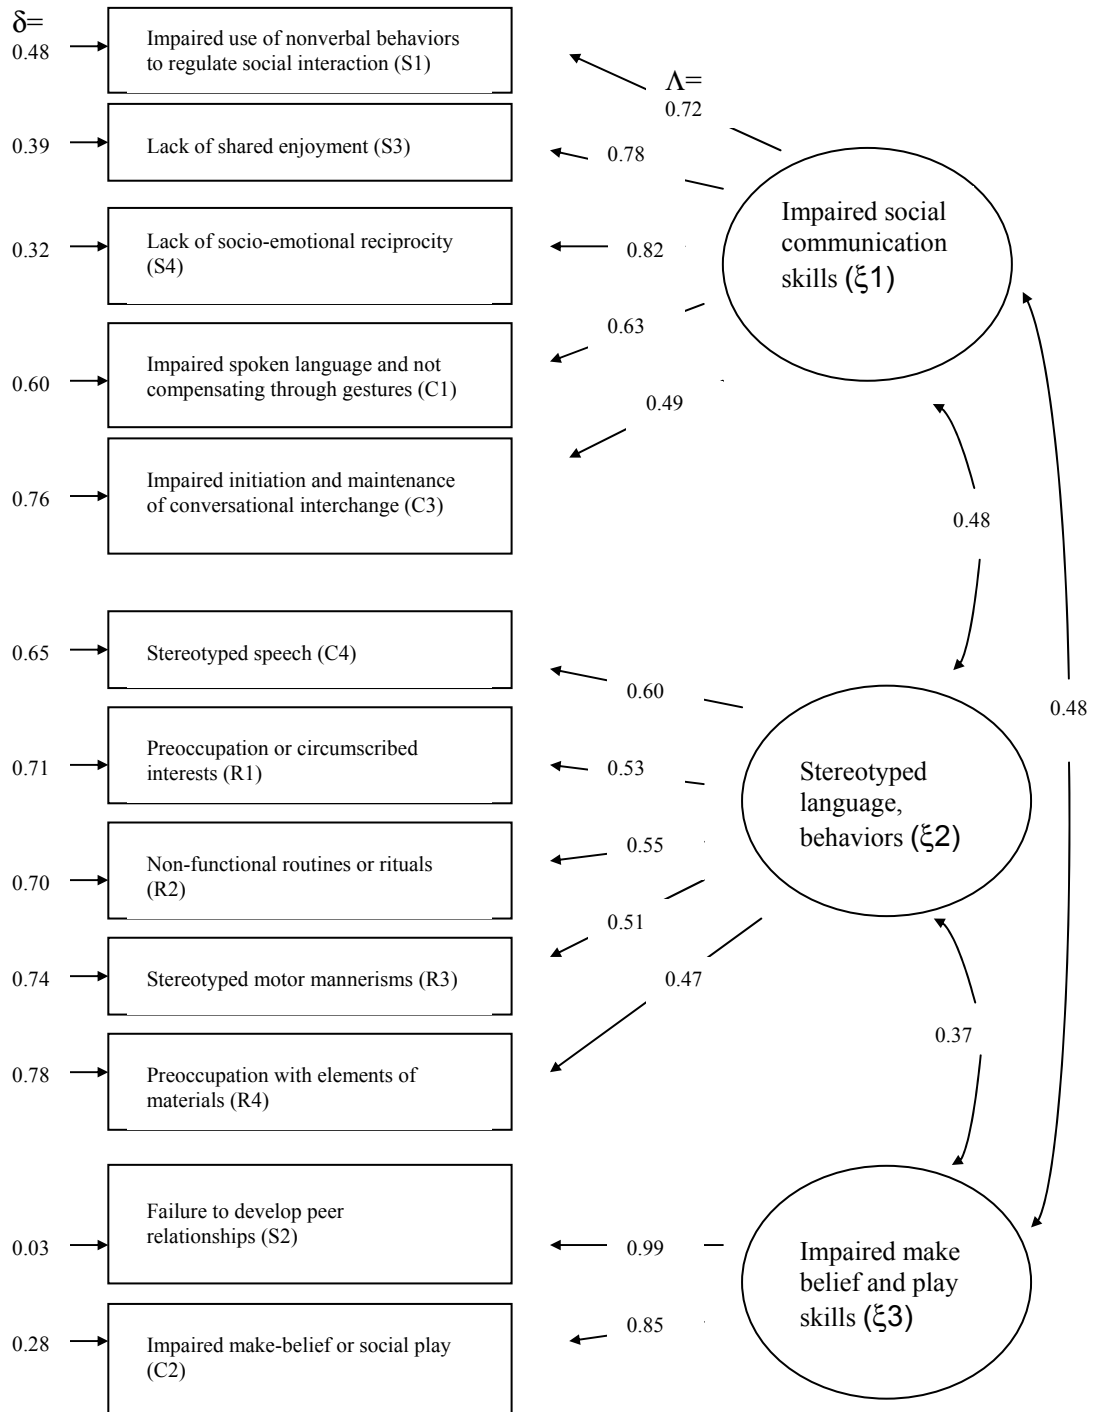 δ=
0.48
Impaired use of nonverbal behaviors
to regulate social interaction (S1)
Λ=
0.72
0.39
Lack of shared enjoyment (S3)
0.78
Impaired social
communication
skills (ξ1)
0.32
Lack of socio-emotional reciprocity
(S4)
0.82
0.60
Impaired spoken language and not
compensating through gestures (C1)
0.63
0.76
Impaired initiation and maintenance
of conversational interchange (C3)
0.49
0.48
0.48
0.65
Stereotyped speech (C4)
0.60
0.71
Preoccupation or circumscribed
interests (R1)
0.53
Stereotyped
language,
behaviors (ξ2)
0.70
Non-functional routines or rituals
(R2)
0.55
0.74
Stereotyped motor mannerisms (R3)
0.51
0.78
Preoccupation with elements of
materials (R4)
0.47
0.37
0.03
Failure to develop peer
relationships (S2)
0.99
Impaired make
belief and play
skills (ξ3)
0.28
Impaired make-belief or social play
(C2)
0.85